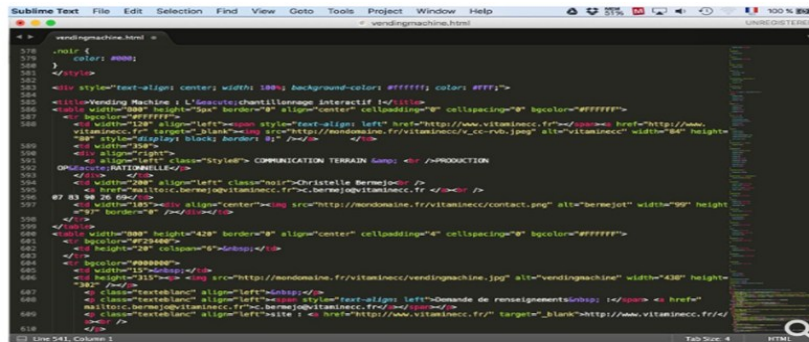 Sublime Text File Edit Selection Find View Goto Tools Project Window Help 51% 100 %
vendingmachine.html UNREGISTERED
vendingmachine.html
578 .noir {
579 color: #000;
580 }
581 </style>
582
583 <div style="text-align: center; width: 100%; background-color: #ffffff; color: #FFF;">
584
585 <title>Vending Machine : L'&eacute;chantillonnage interactif !</title>
586 <table width="800" height="5px" border="0" align="center" cellpadding="0" cellspacing="0" bgcolor="#FFFFFF">
587 <tr bgcolor="#FFFFFF">
588 <td width="120" align="left"><span style="text-align: left" href="http://www.vitaminecc.fr"></span><a href="http://www.
vitaminecc.fr" target="_blank"><img src="http://mondomaine.fr/vitaminecc/v_cc-rvb.jpeg" alt="vitaminecc" width="84" height=
"80" style="display: black; border: 0;" /></a> </td>
589 <td width="350">
590 <div align="right">
591 <p align="left" class="Style8"> COMMUNICATION TERRAIN &amp; <br />PRODUCTION
592 OP&Eacute;RATIONNELLE</p>
593 </div> </td>
594 <td width="200" align="left" class="noir">Christelle Bermejo<br />
595 <a href="mailto:c.bermejo@vitaminecc.fr">c.bermejo@vitaminecc.fr </a><br />
596 07 83 90 26 69</td>
597 <td width="105"><div align="center"><img src="http://mondomaine.fr/vitaminecc/contact.png" alt="bermejot" width="99" height
="97" border="0" /></div></td>
598 </tr>
599 </table>
600 <table width="800" height="420" border="0" align="center" cellpadding="4" cellspacing="0" bgcolor="#FFFFFF">
601 <tr bgcolor="#F29400">
602 <td height="20" colspan="6">&nbsp;</td>
603 </tr>
604 <tr bgcolor="#000000">
605 <td width="15">&nbsp;</td>
606 <td height="315"><p> <img src="http://mondomaine.fr/vitaminecc/vendingmachine.jpg" alt="vendingmachine" width="430" height=
"302" /></p>
607 <p class="texteblanc" align="left">&nbsp;</p>
608 <p class="texteblanc" align="left"><span style="text-align: left">Demande de renseignements&nbsp; :</span> <a href="
mailto:c.bermejo@vitaminecc.fr">c.bermejo@vitaminecc.fr</a></span></p>
609 <p class="texteblanc" align="left">site : <a href="http://www.vitaminecc.fr/" target="_blank">http://www.vitaminecc.fr/</
a><br />
610 </p>
Line 541, Column 1 Tab Size: 4 HTML